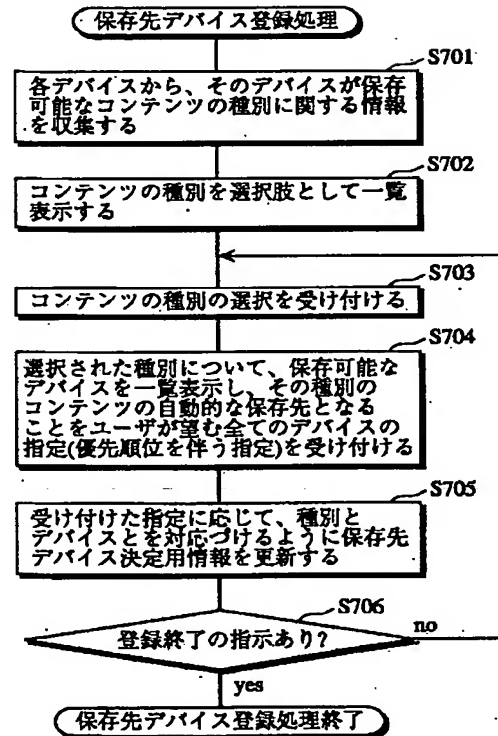 保存先デバイス登録処理
S701
各デバイスから、そのデバイスが保存
可能なコンテンツの種別に関する情報
を収集する
S702
コンテンツの種別を選択肢として一覧
表示する
S703
コンテンツの種別の選択を受け付ける
S704
選択された種別について、保存可能な
デバイスを一覧表示し、その種別の
コンテンツの自動的な保存先となる
ことをユーザが望む全てのデバイスの
指定(優先順位を伴う指定)を受け付ける
S705
受け付けた指定に応じて、種別と
デバイスとを対応づけるように保存先
デバイス決定用情報を更新する
S706
登録終了の指示あり?
no
yes
保存先デバイス登録処理終了